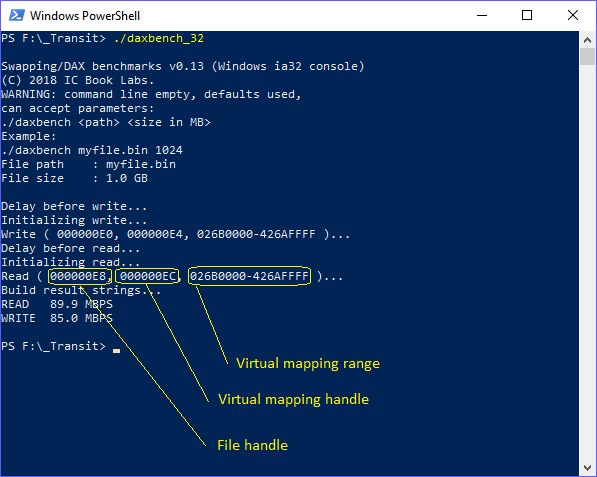 Windows PowerShell
PS F:\_Transit> ./daxbench_32
Swapping/DAX benchmarks v0.13 (Windows ia32 console)
(C) 2018 IC Book Labs.
WARNING: command line empty, defaults used,
can accept parameters:
./daxbench <path> <size in MB>
Example:
./daxbench myfile.bin 1024
File path    : myfile.bin
File size    : 1.0 GB
Delay before write...
Initializing write...
Write ( 000000E0, 000000E4, 026B0000-426AFFFF )...
Delay before read...
Initializing read...
Read ( 000000E8, 000000EC, 026B0000-426AFFFF )...
Build result strings...
READ   89.9 MBPS
WRITE  85.0 MBPS
PS F:\_Transit>
Virtual mapping range
Virtual mapping handle
File handle